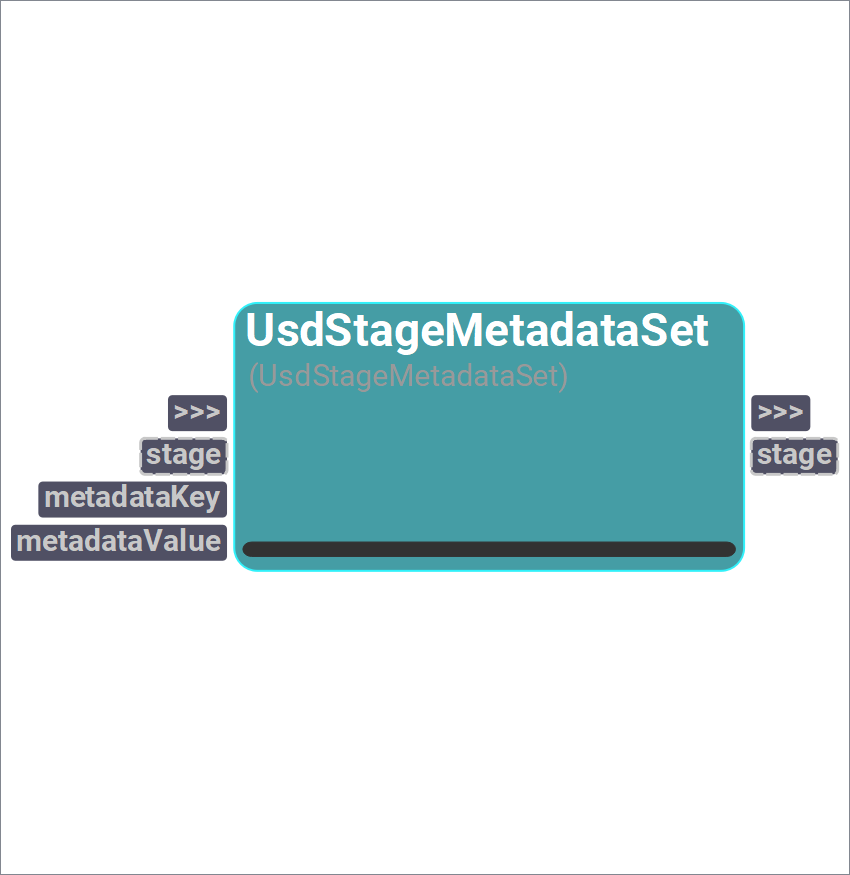 UsdStageMetadataSet
(UsdStageMetadataSet)
>>> >>>
stage stage
metadataKey
metadataValue